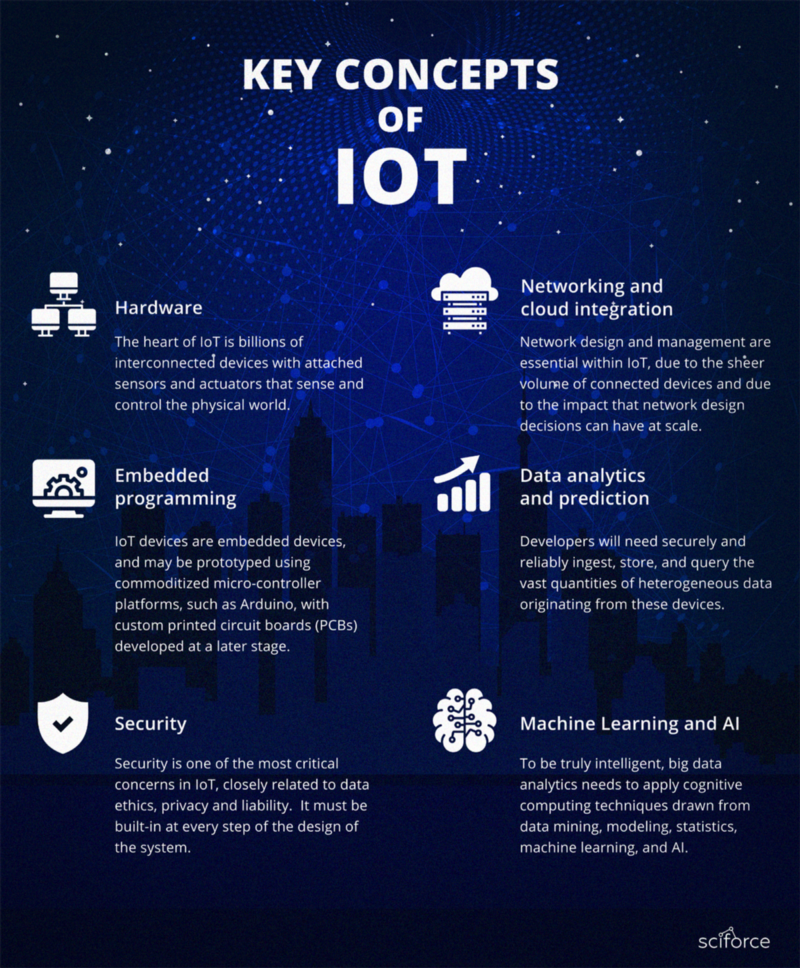 KEY CONCEPTS
OF
IOT
Hardware
The heart of IoT is billions of
interconnected devices with attached
sensors and actuators that sense and
control the physical world.
Networking and
cloud integration
Network design and management are
essential within IoT, due to the sheer
volume of connected devices and due
to the impact that network design
decisions can have at scale.
Embedded
programming
IoT devices are embedded devices,
and may be prototyped using
commoditized micro-controller
platforms, such as Arduino, with
custom printed circuit boards (PCBs)
developed at a later stage.
Data analytics
and prediction
Developers will need securely and
reliably ingest, store, and query the
vast quantities of heterogeneous data
originating from these devices.
Security
Security is one of the most critical
concerns in IoT, closely related to data
ethics, privacy and liability. It must be
built-in at every step of the design of
the system.
Machine Learning and AI
To be truly intelligent, big data
analytics needs to apply cognitive
computing techniques drawn from
data mining, modeling, statistics,
machine learning, and AI.
sciforce